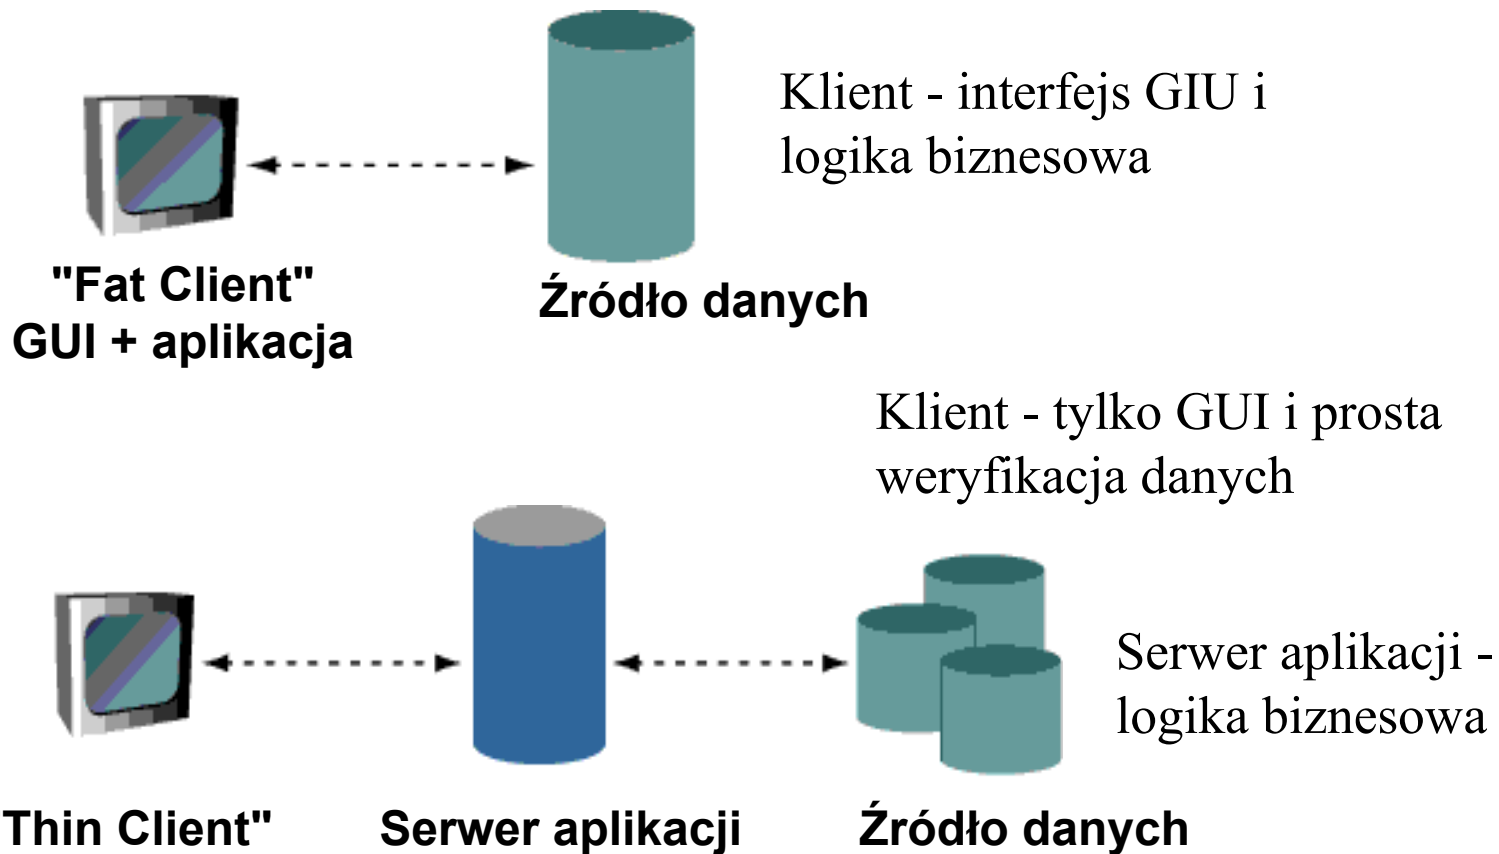 Klient - interfejs GIU i
logika biznesowa
"Fat Client"
GUI + aplikacja
Źródło danych
Klient - tylko GUI i prosta
weryfikacja danych
Serwer aplikacji -
logika biznesowa
Thin Client"
Serwer aplikacji
Źródło danych